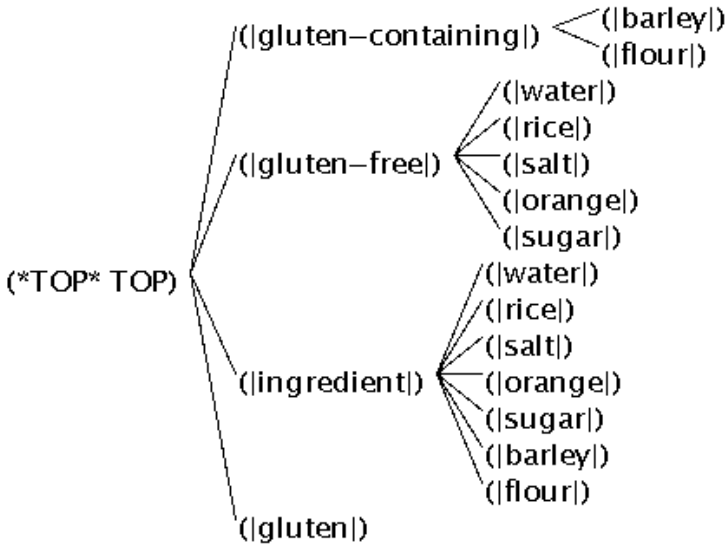 (*TOP* TOP)
(|gluten−containing|)
(|barley|)
(|flour|)
(|gluten−free|)
(|water|)
(|rice|)
(|salt|)
(|orange|)
(|sugar|)
(|ingredient|)
(|water|)
(|rice|)
(|salt|)
(|orange|)
(|sugar|)
(|barley|)
(|flour|)
(|gluten|)